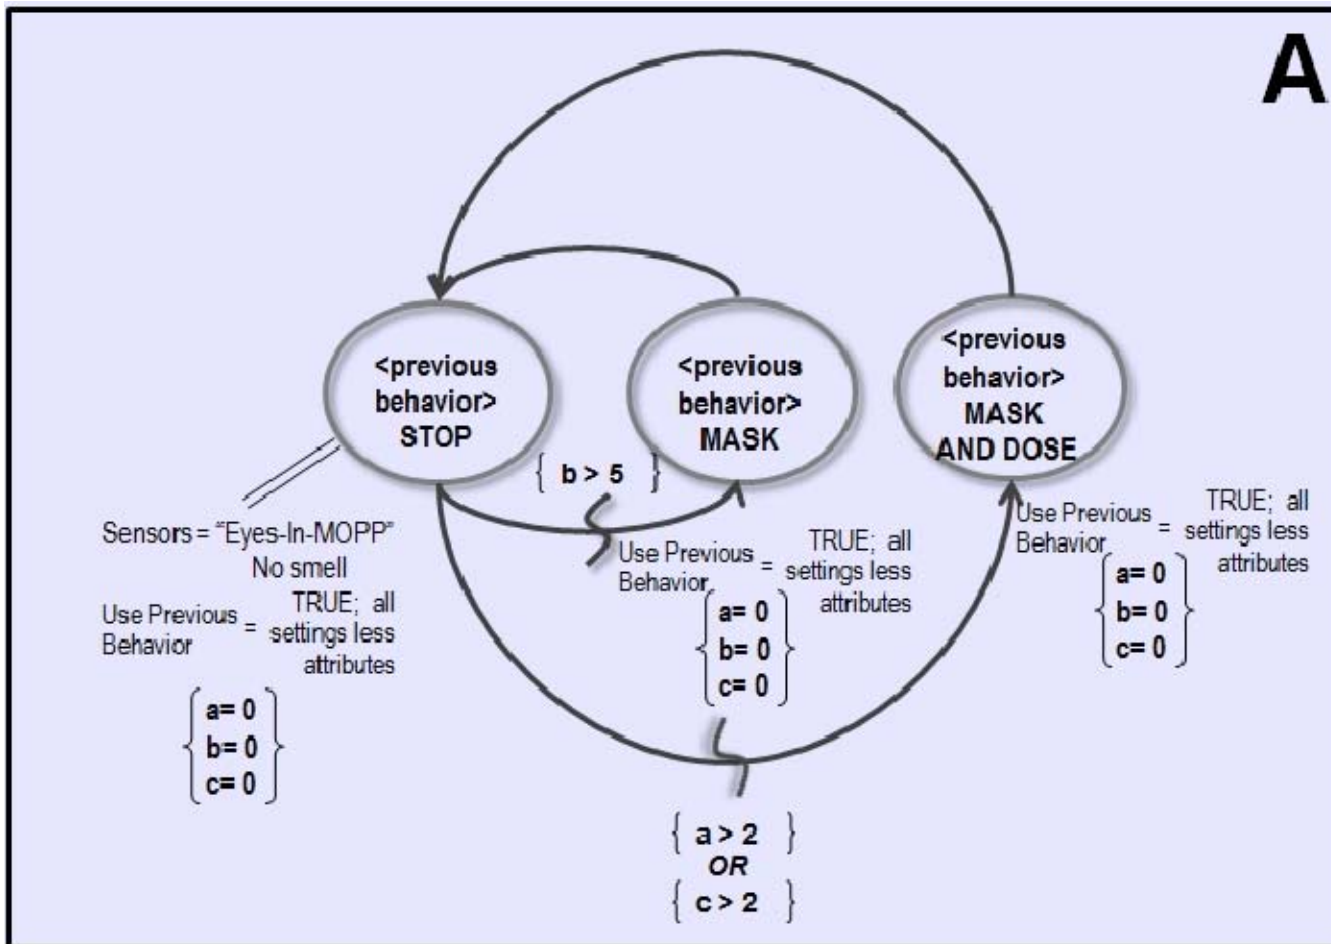 A
<previous
behavior>
STOP
<previous
behavior>
MASK
<previous
behavior>
MASK
AND DOSE
{ b > 5 }
Sensors = “Eyes-In-MOPP”
No smell
Use Previous
Behavior
=
TRUE; all
settings less
attributes
a= 0
b= 0
c= 0
Use Previous
Behavior
=
TRUE; all
settings less
attributes
a= 0
b= 0
c= 0
Use Previous
Behavior
=
TRUE; all
settings less
attributes
a= 0
b= 0
c= 0
{ a > 2 }
OR
{ c > 2 }